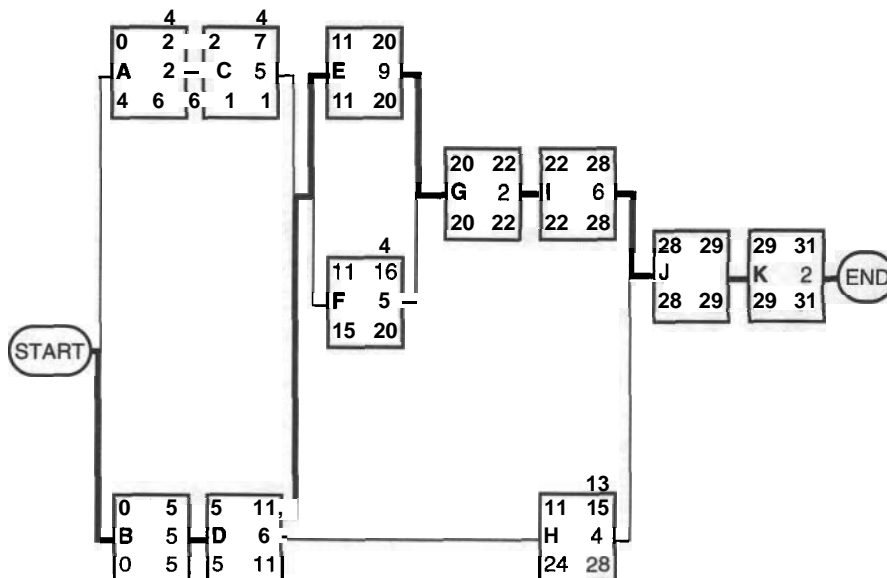 4 4
0 2 2 7
A 2 – C 5
4 6 6 1 1
11 20
E 9
11 20
20 22 22 28
G 2 I 6
20 22 22 28
4
11 16
F 5 –
15 20
28 29 29 31
J K 2 END
28 29 29 31
START
0 5 5 11,
B 5 D 6
0 5 5 11
13
11 15
H 4
24 28